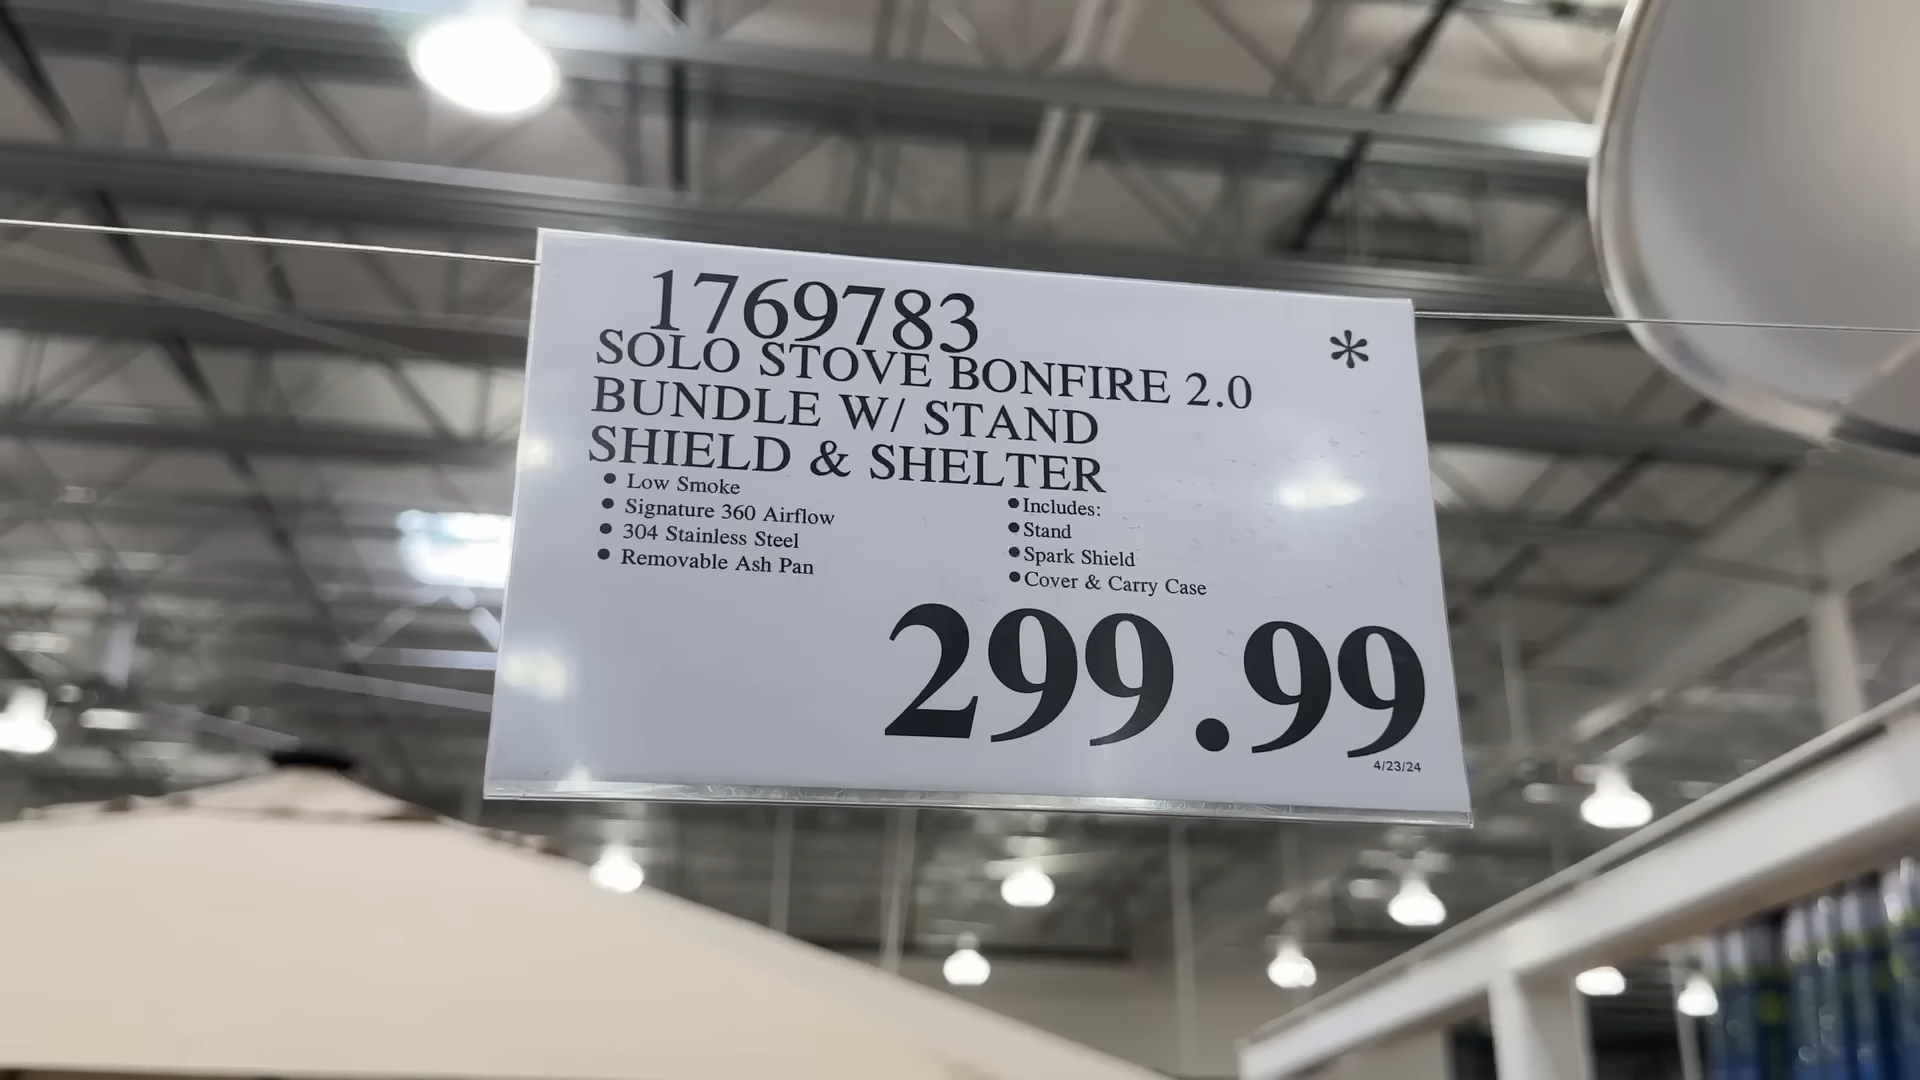 1769783
*
SOLO STOVE BONFIRE 2.0
BUNDLE W/ STAND
SHIELD & SHELTER
• Low Smoke
• Signature 360 Airflow
• 304 Stainless Steel
• Removable Ash Pan
• Includes:
• Stand
• Spark Shield
• Cover & Carry Case
299.99
4/23/24